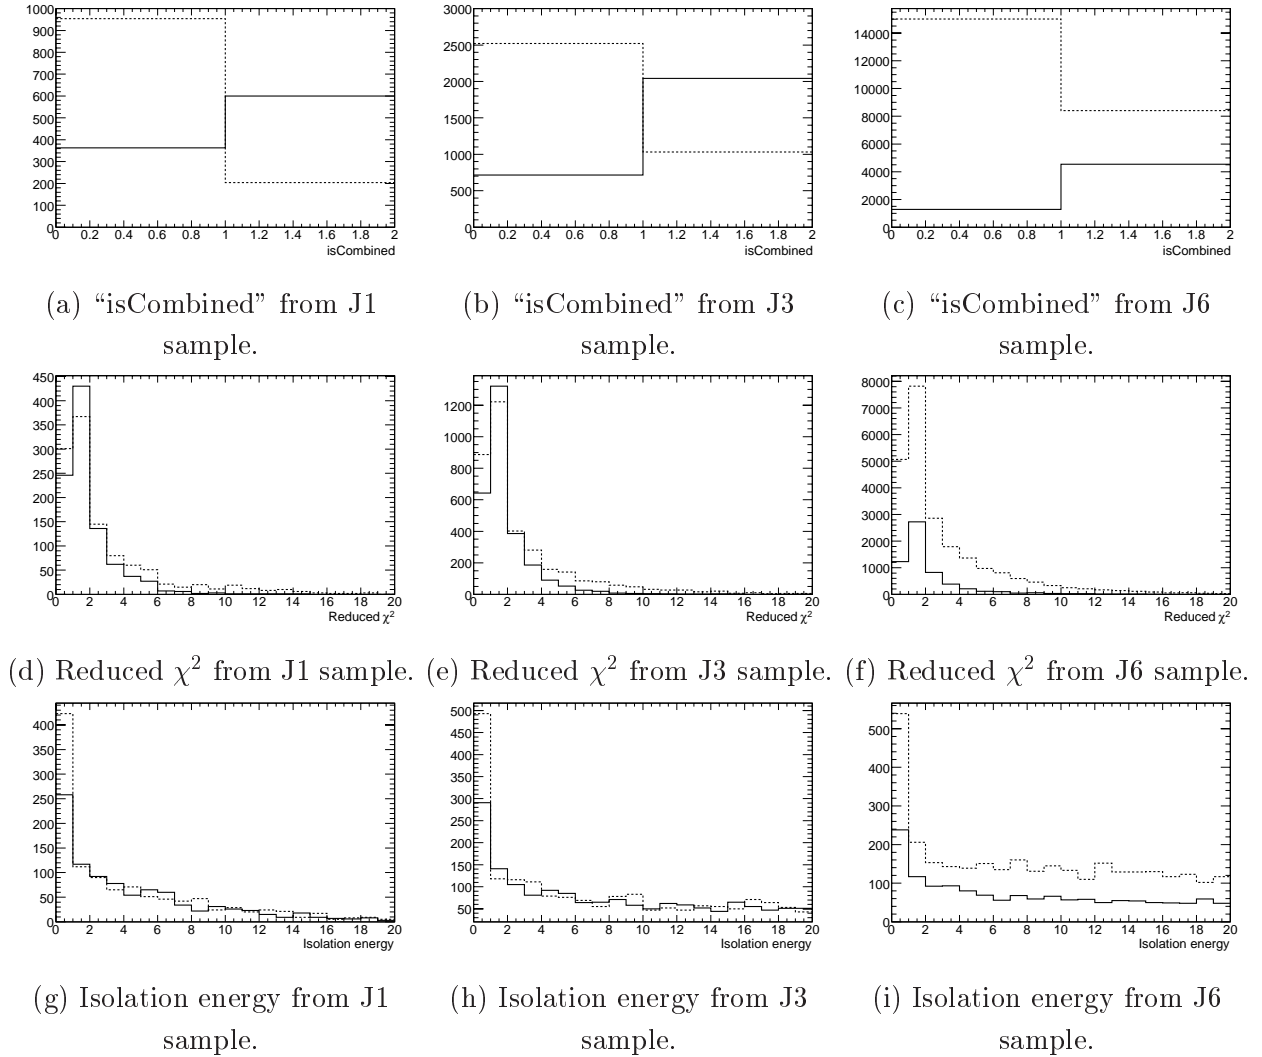 1000
900
800
700
600
500
400
300
200
100
0
0 0.2 0.4 0.6 0.8 1 1.2 1.4 1.6 1.8 2
isCombined
(a) “isCombined” from J1
sample.
3000
2500
2000
1500
1000
500
0
0 0.2 0.4 0.6 0.8 1 1.2 1.4 1.6 1.8 2
isCombined
(b) “isCombined” from J3
sample.
14000
12000
10000
8000
6000
4000
2000
0
0 0.2 0.4 0.6 0.8 1 1.2 1.4 1.6 1.8 2
isCombined
(c) “isCombined” from J6
sample.
450
400
350
300
250
200
150
100
50
0
0 2 4 6 8 10 12 14 16 18 20
Reduced χ²
(d) Reduced χ² from J1 sample.
1200
1000
800
600
400
200
0
0 2 4 6 8 10 12 14 16 18 20
Reduced χ²
(e) Reduced χ² from J3 sample.
8000
7000
6000
5000
4000
3000
2000
1000
0
0 2 4 6 8 10 12 14 16 18 20
Reduced χ²
(f) Reduced χ² from J6 sample.
400
350
300
250
200
150
100
50
0
0 2 4 6 8 10 12 14 16 18 20
Isolation energy
(g) Isolation energy from J1
sample.
500
450
400
350
300
250
200
150
100
50
0 2 4 6 8 10 12 14 16 18 20
Isolation energy
(h) Isolation energy from J3
sample.
500
400
300
200
100
0
0 2 4 6 8 10 12 14 16 18 20
Isolation energy
(i) Isolation energy from J6
sample.